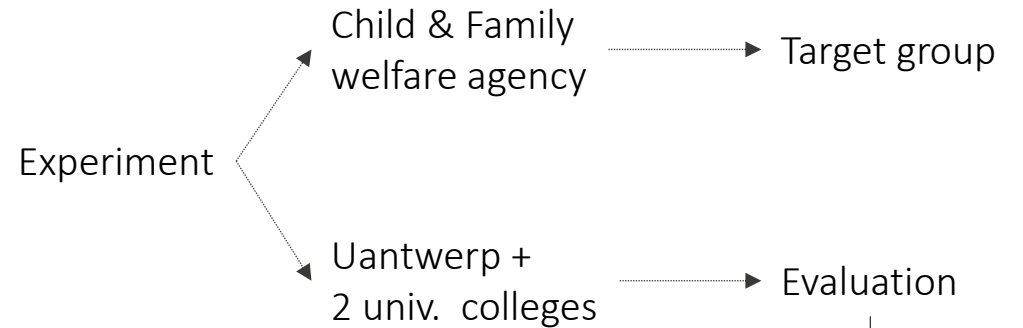 Child & Family
welfare agency
Target group
Experiment
Uantwerp +
2 univ.  colleges
Evaluation